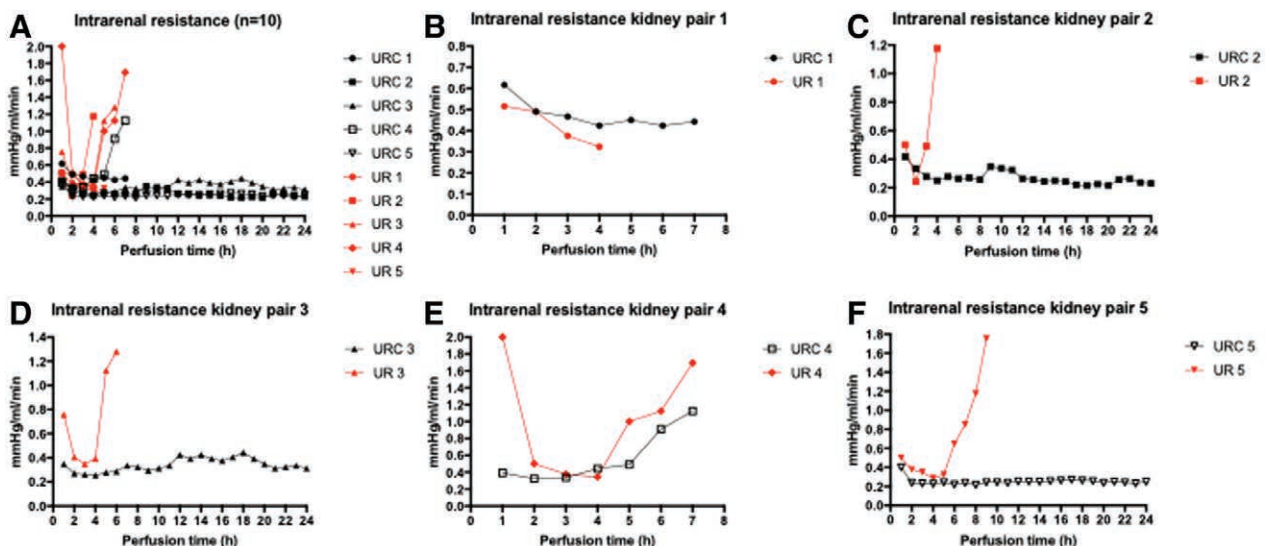 A
Intrarenal resistance (n=10)
mmHg/ml/min
2.0
1.8
1.6
1.4
1.2
1.0
0.8
0.6
0.4
0.2
0.0
0 2 4 6 8 10 12 14 16 18 20 22 24
Perfusion time (h)
URC 1
URC 2
URC 3
URC 4
URC 5
UR 1
UR 2
UR 3
UR 4
UR 5
B
Intrarenal resistance kidney pair 1
mmHg/ml/min
0.8
0.7
0.6
0.5
0.4
0.3
0.2
0.1
0.0
0 1 2 3 4 5 6 7 8
Perfusion time (h)
URC 1
UR 1
C
Intrarenal resistance kidney pair 2
mmHg/ml/min
1.2
1.0
0.8
0.6
0.4
0.2
0.0
0 2 4 6 8 10 12 14 16 18 20 22 24
Perfusion time (h)
URC 2
UR 2
D
Intrarenal resistance kidney pair 3
mmHg/ml/min
1.4
1.2
1.0
0.8
0.6
0.4
0.2
0.0
0 2 4 6 8 10 12 14 16 18 20 22 24
Perfusion time (h)
URC 3
UR 3
E
Intrarenal resistance kidney pair 4
mmHg/ml/min
2.0
1.8
1.6
1.4
1.2
1.0
0.8
0.6
0.4
0.2
0.0
0 1 2 3 4 5 6 7 8
Perfusion time (h)
URC 4
UR 4
F
Intrarenal resistance kidney pair 5
mmHg/ml/min
1.8
1.6
1.4
1.2
1.0
0.8
0.6
0.4
0.2
0.0
0 2 4 6 8 10 12 14 16 18 20 22 24
Perfusion time (h)
URC 5
UR 5